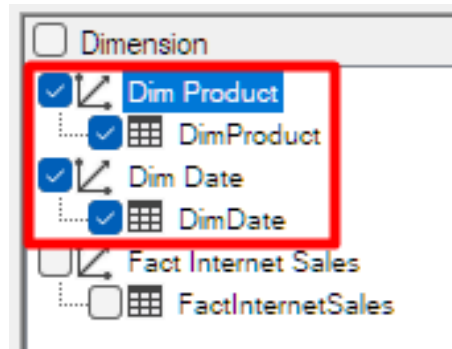 Dimension
Dim Product
DimProduct
Dim Date
DimDate
Fact Internet Sales
FactInternetSales